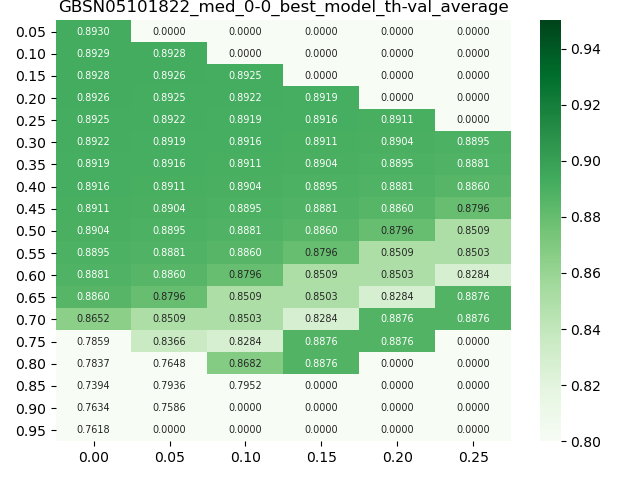 GBSN05101822_med_0-0_best_model_th-val_average
0.05 0.8930 0.0000 0.0000 0.0000 0.0000 0.0000
0.10 0.8929 0.8928 0.0000 0.0000 0.0000 0.0000
0.15 0.8928 0.8926 0.8925 0.0000 0.0000 0.0000
0.20 0.8926 0.8925 0.8922 0.8919 0.0000 0.0000
0.25 0.8925 0.8922 0.8919 0.8916 0.8911 0.0000
0.30 0.8922 0.8919 0.8916 0.8911 0.8904 0.8895
0.35 0.8919 0.8916 0.8911 0.8904 0.8895 0.8881
0.40 0.8916 0.8911 0.8904 0.8895 0.8881 0.8860
0.45 0.8911 0.8904 0.8895 0.8881 0.8860 0.8796
0.50 0.8904 0.8895 0.8881 0.8860 0.8796 0.8509
0.55 0.8895 0.8881 0.8860 0.8796 0.8509 0.8503
0.60 0.8881 0.8860 0.8796 0.8509 0.8503 0.8284
0.65 0.8860 0.8796 0.8509 0.8503 0.8284 0.8876
0.70 0.8652 0.8509 0.8503 0.8284 0.8876 0.8876
0.75 0.7859 0.8366 0.8284 0.8876 0.8876 0.0000
0.80 0.7837 0.7648 0.8682 0.8876 0.0000 0.0000
0.85 0.7394 0.7936 0.7952 0.0000 0.0000 0.0000
0.90 0.7634 0.7586 0.0000 0.0000 0.0000 0.0000
0.95 0.7618 0.0000 0.0000 0.0000 0.0000 0.0000
0.00 0.05 0.10 0.15 0.20 0.25
0.94
0.92
0.90
0.88
0.86
0.84
0.82
0.80